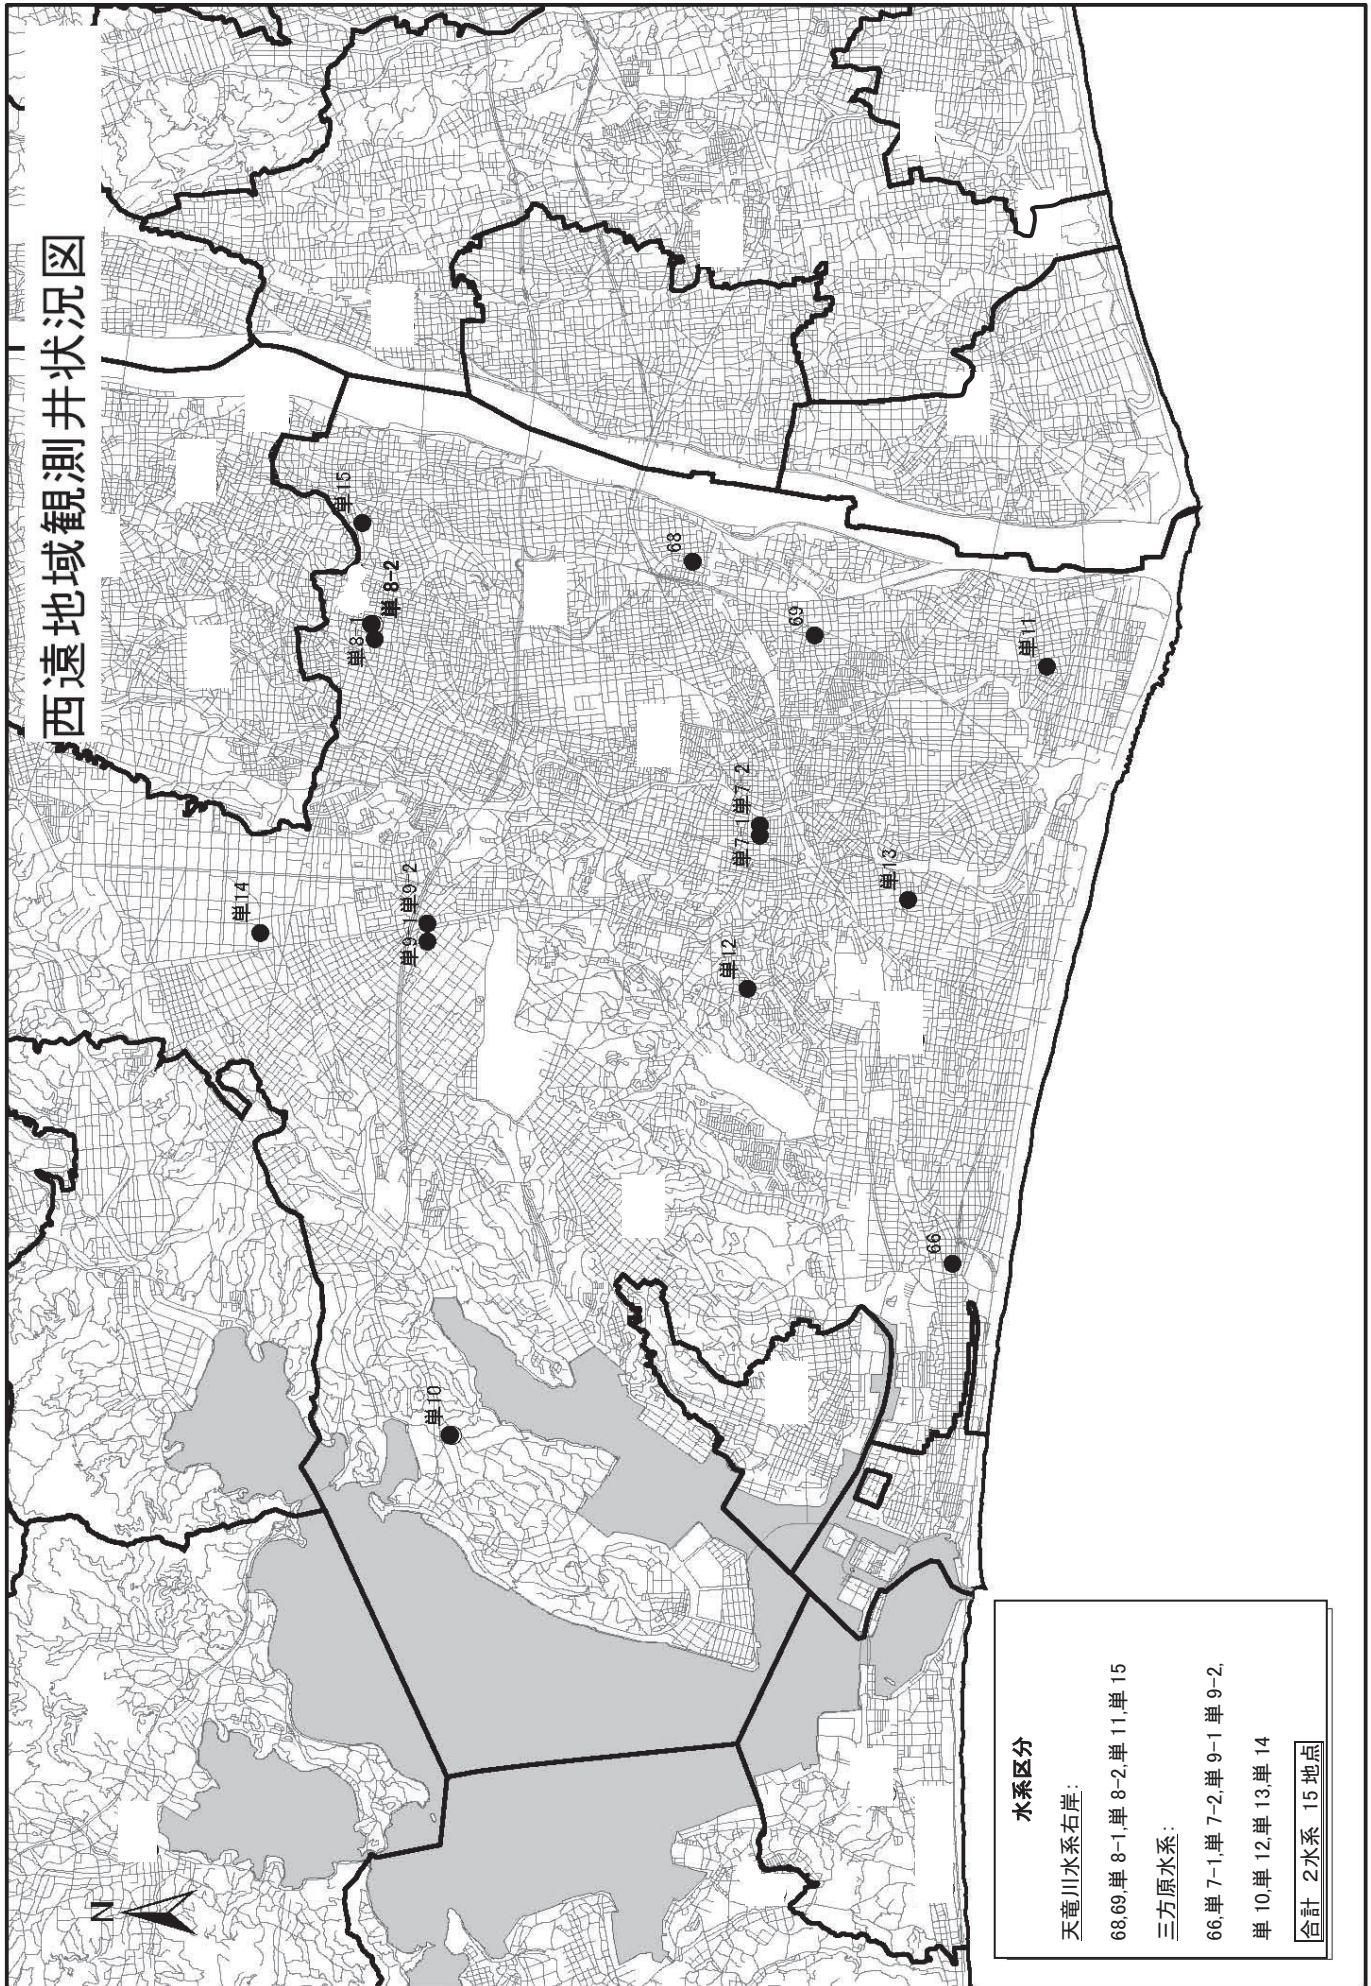 西遠地域観測井状況図
N
単14
単15
単8-1
単 8-2
単9-1
単9-2
単10
68
69
単7-1
単7-2
単12
単13
単11
66
水系区分
天竜川水系右岸：
68,69,単 8-1,単 8-2,単 11,単 15
三方原水系：
66,単 7-1,単 7-2,単 9-1 単 9-2,
単 10,単 12,単 13,単 14
合計 2水系 15 地点